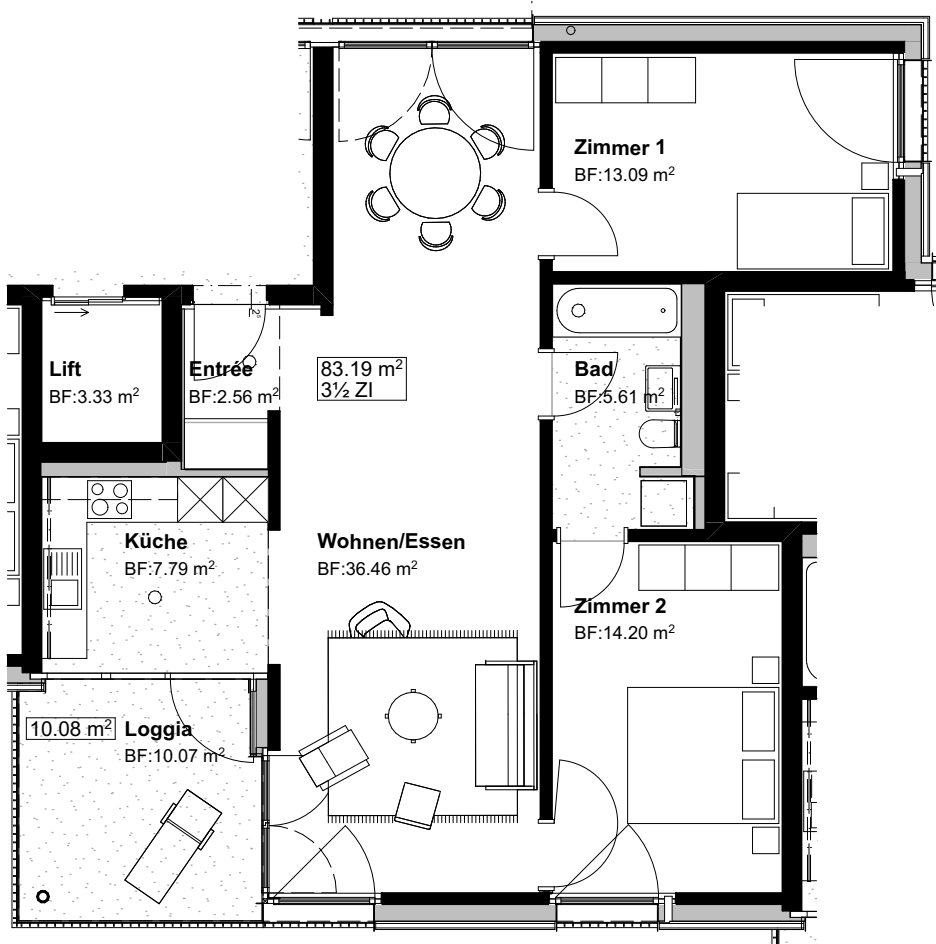 Zimmer 1
BF:13.09 m²
Lift
BF:3.33 m²
Entrée
BF:2.56 m²
83.19 m²
3½ ZI
Bad
BF:5.61 m²
Küche
BF:7.79 m²
Wohnen/Essen
BF:36.46 m²
Zimmer 2
BF:14.20 m²
10.08 m²
Loggia
BF:10.07 m²